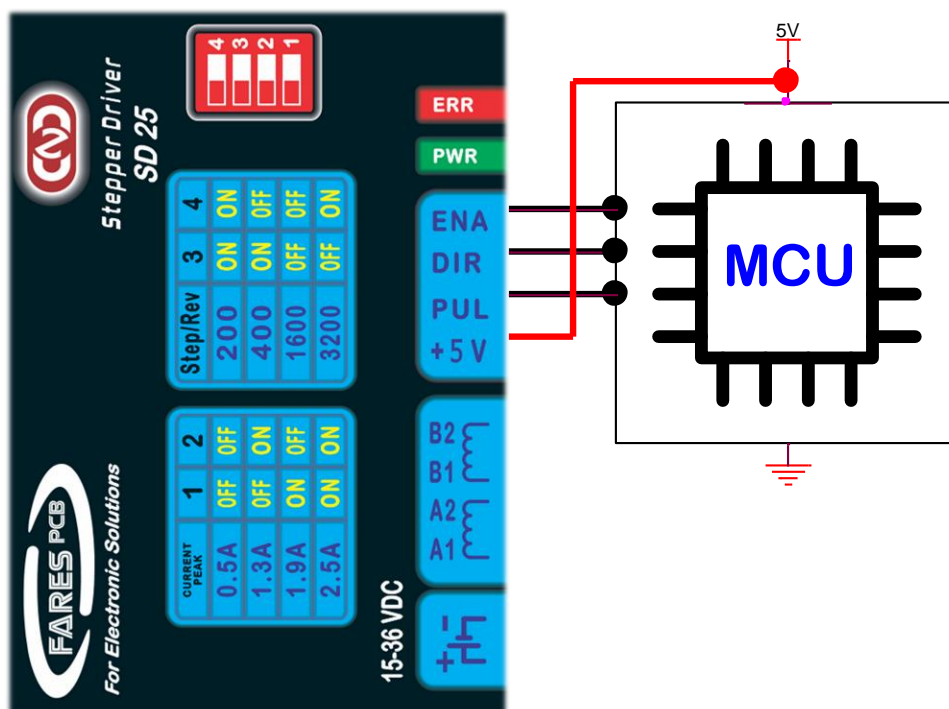 CNC
Stepper Driver
SD 25
4 3 2 1
ERR
PWR
ENA
DIR
PUL
+5 V
B2
B1
A2
A1
+ -
15-36 VDC
Step/Rev 3 4
200 ON ON
400 ON OFF
1600 OFF OFF
3200 OFF ON
CURRENT
PEAK 1 2
0.5A OFF OFF
1.3A OFF ON
1.9A ON OFF
2.5A ON ON
FARES PCB
For Electronic Solutions
5V
MCU